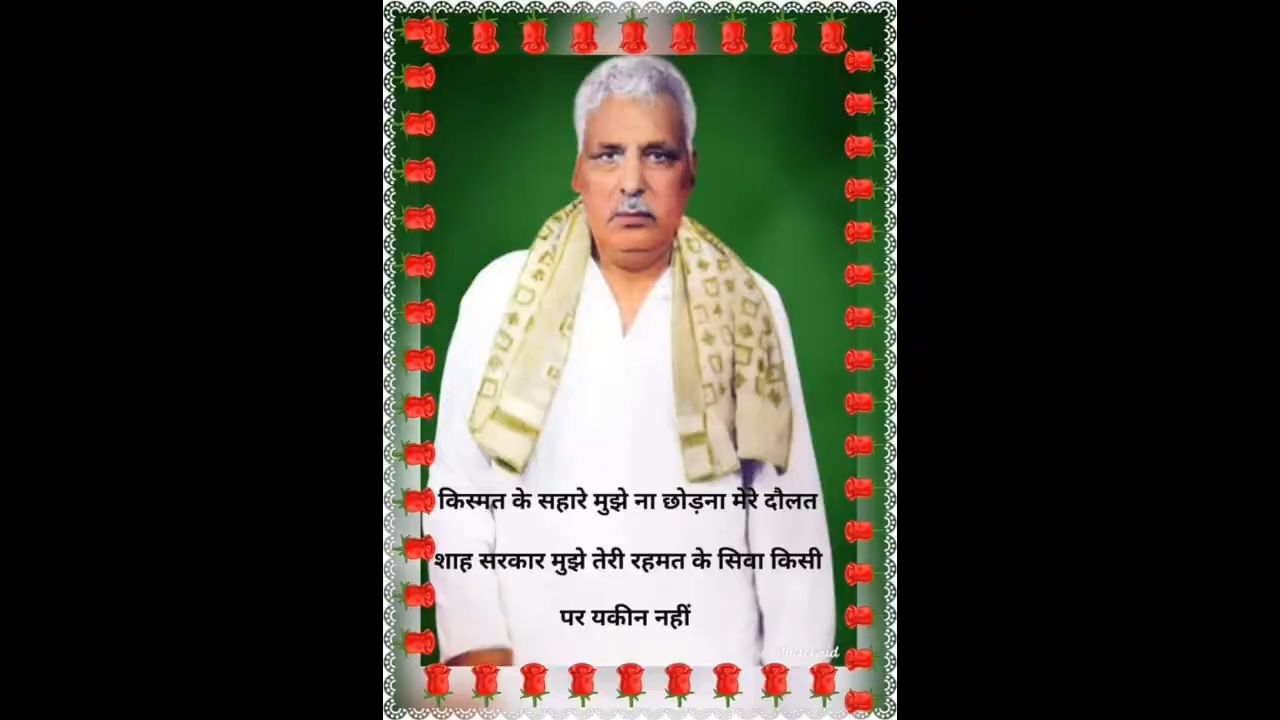 किस्मत के सहारे मुझे ना छोड़ना मेरे दौलत
शाह सरकार मुझे तेरी रहमत के सिवा किसी
पर यकीन नहीं